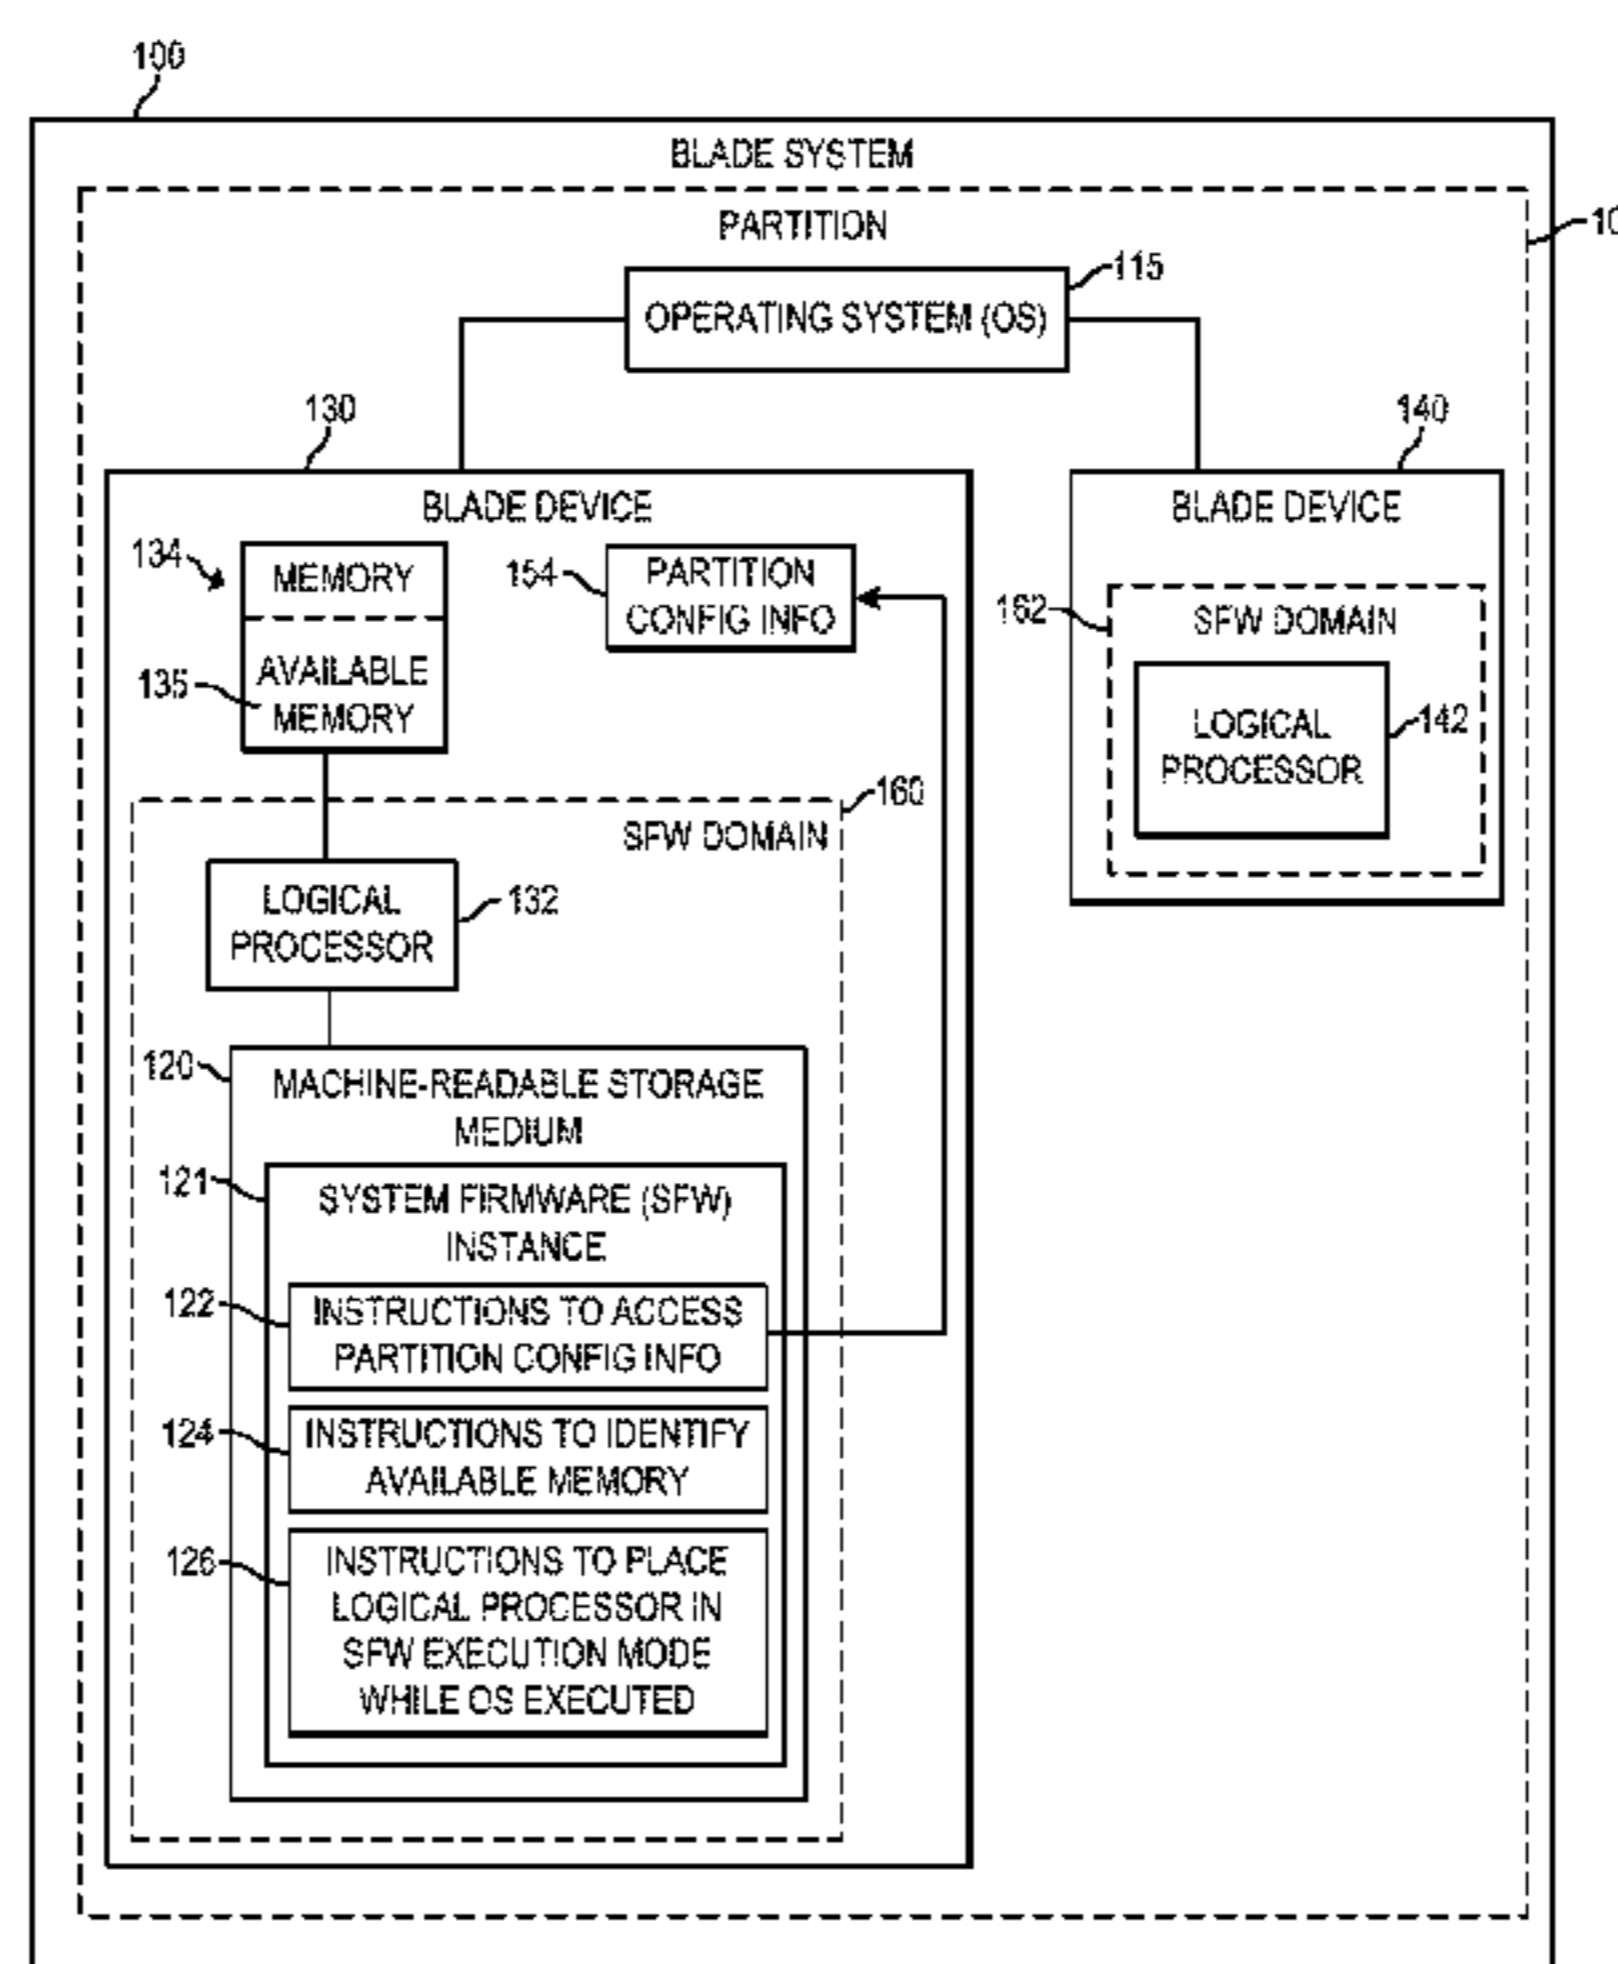 100
BLADE SYSTEM
PARTITION
115
OPERATING SYSTEM (OS)
130
140
BLADE DEVICE
BLADE DEVICE
134
MEMORY
154
PARTITION
CONFIG INFO
162
SFW DOMAIN
AVAILABLE
MEMORY
135
LOGICAL
PROCESSOR
142
160
SFW DOMAIN
LOGICAL
PROCESSOR
132
120
MACHINE-READABLE STORAGE
MEDIUM
121
SYSTEM FIRMWARE (SFW)
INSTANCE
122
INSTRUCTIONS TO ACCESS
PARTITION CONFIG INFO
124
INSTRUCTIONS TO IDENTIFY
AVAILABLE MEMORY
126
INSTRUCTIONS TO PLACE
LOGICAL PROCESSOR IN
SFW EXECUTION MODE
WHILE OS EXECUTED